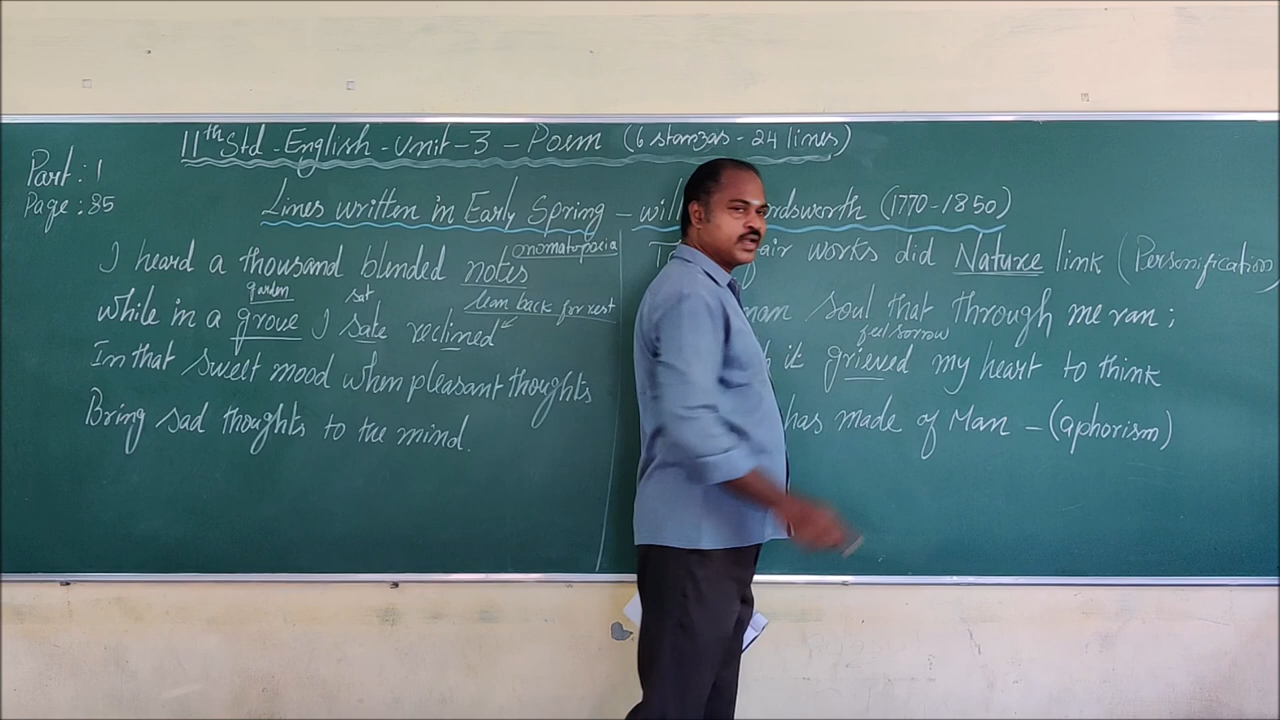 11th Std - English - Unit - 3 - Poem (6 stanzas - 24 lines)
Part : 1
Page : 85
Lines written in Early Spring - will rdsworth (1770-1850)
onomatopoeia
I heard a thousand blended notes
garden sat lean back for rest
while in a grove I sate reclined
In that sweet mood when pleasant thoughts
Bring sad thoughts to the mind.
air works did Nature link (Personification)
man soul that through me ran ;
feel sorrow
it grieved my heart to think
has made of Man - (aphorism)